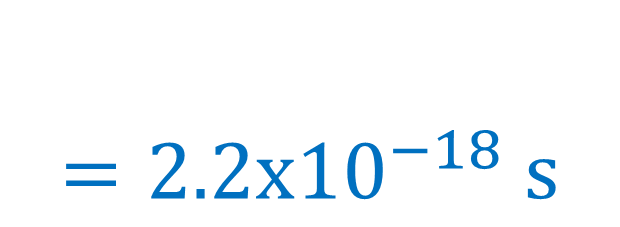 = 2.2x10⁻¹⁸ s